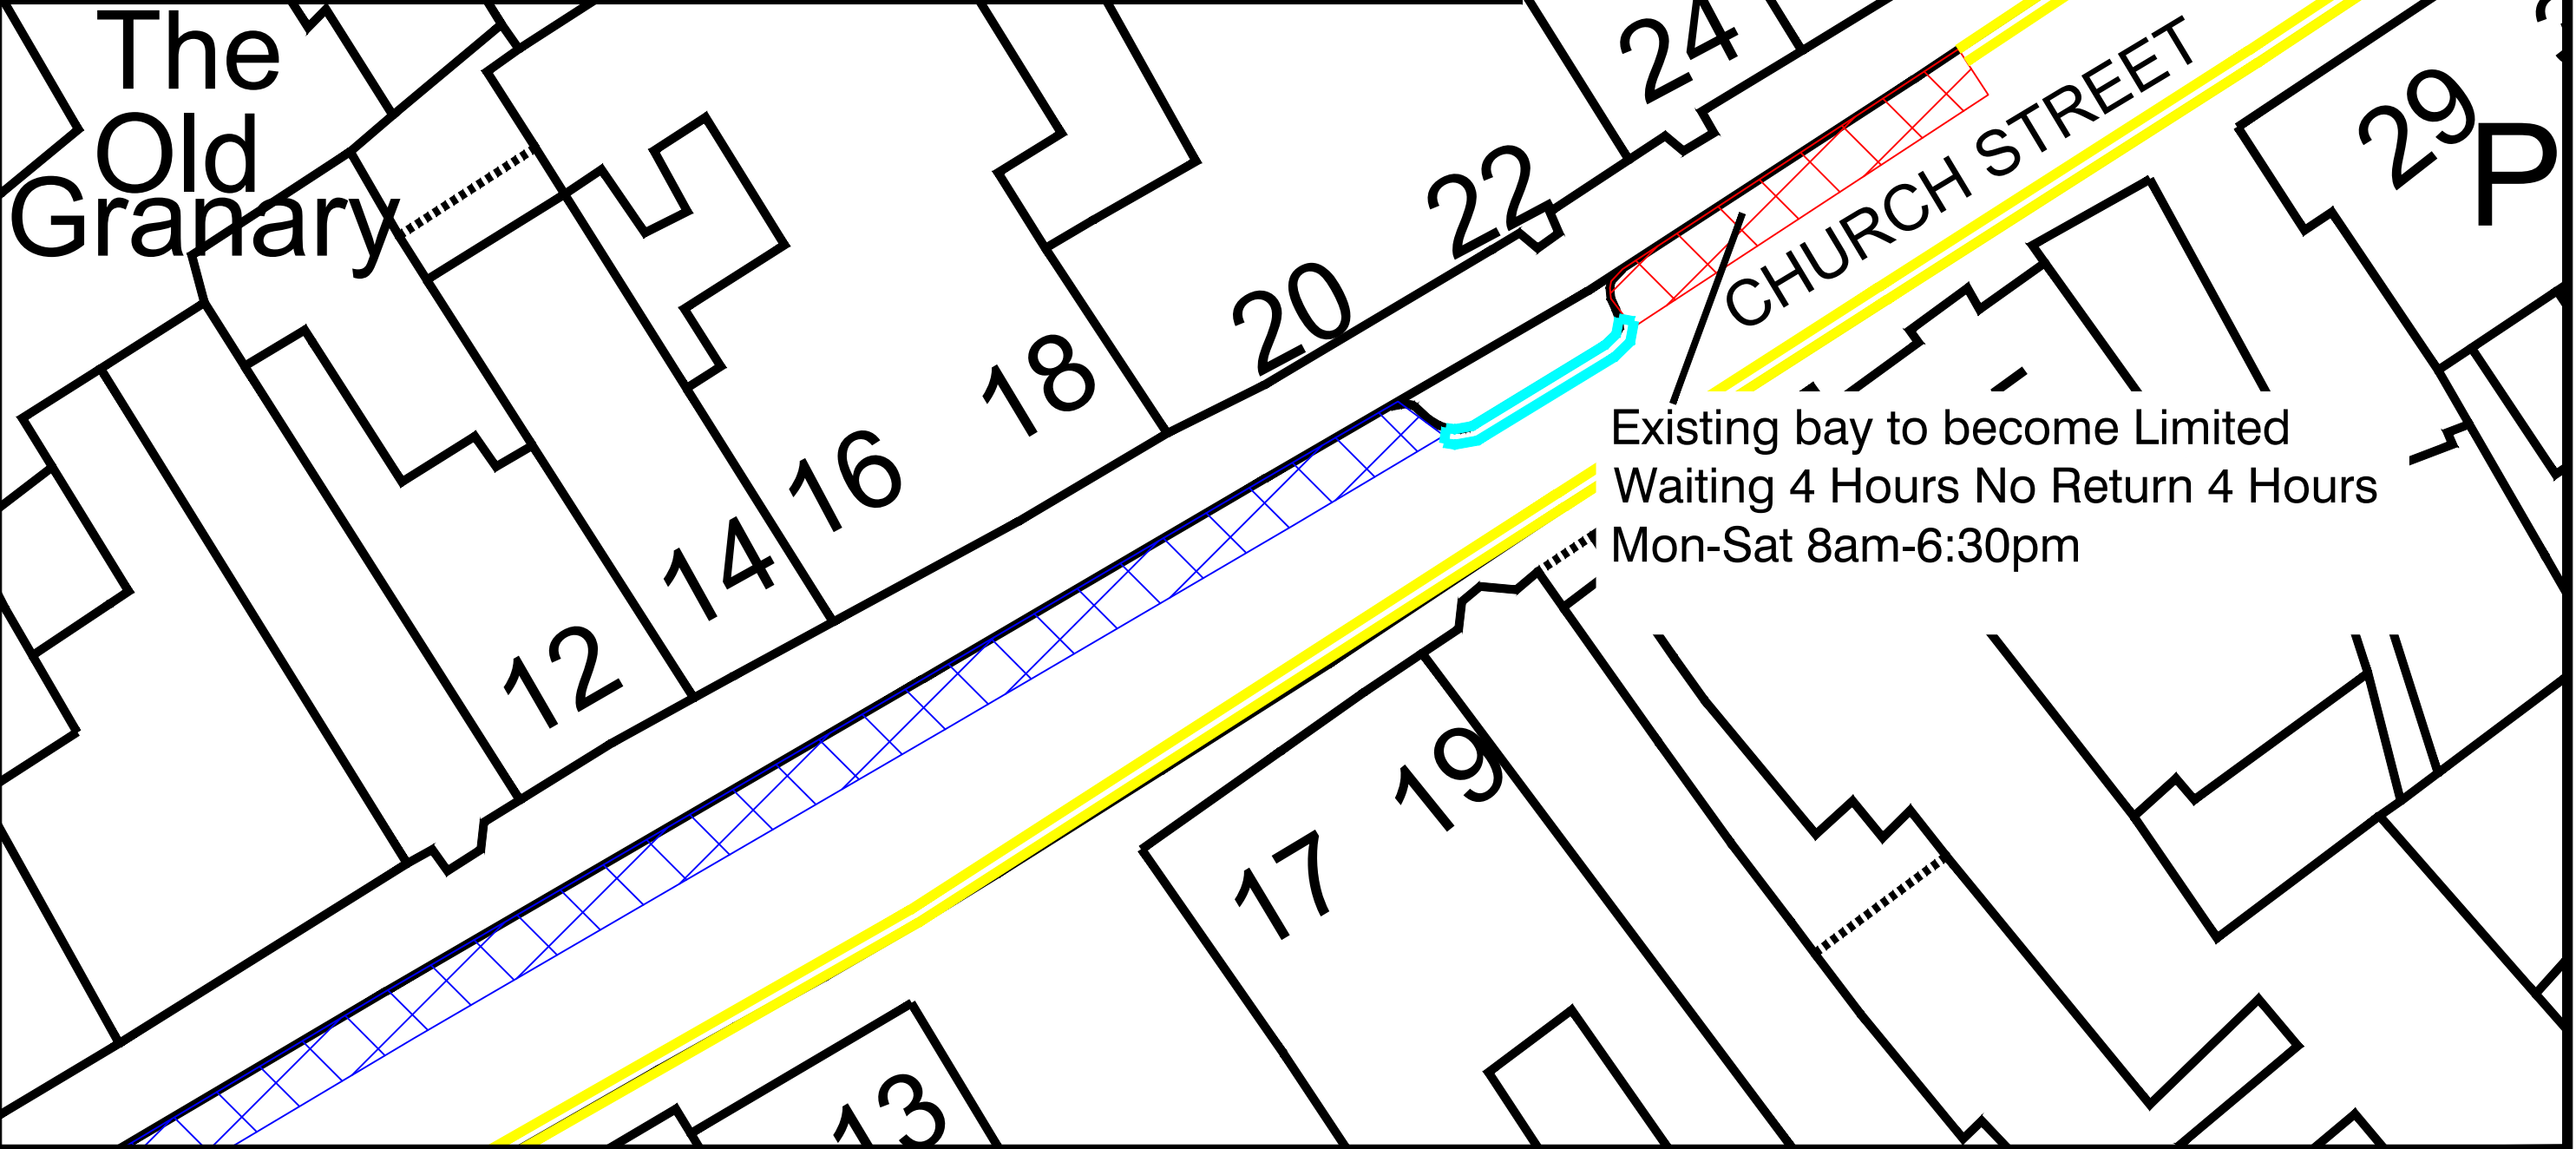 The
Old
Granary
24
CHURCH STREET
29
P
22
20
18
16
14
12
Existing bay to become Limited
Waiting 4 Hours No Return 4 Hours
Mon-Sat 8am-6:30pm
19
17
13